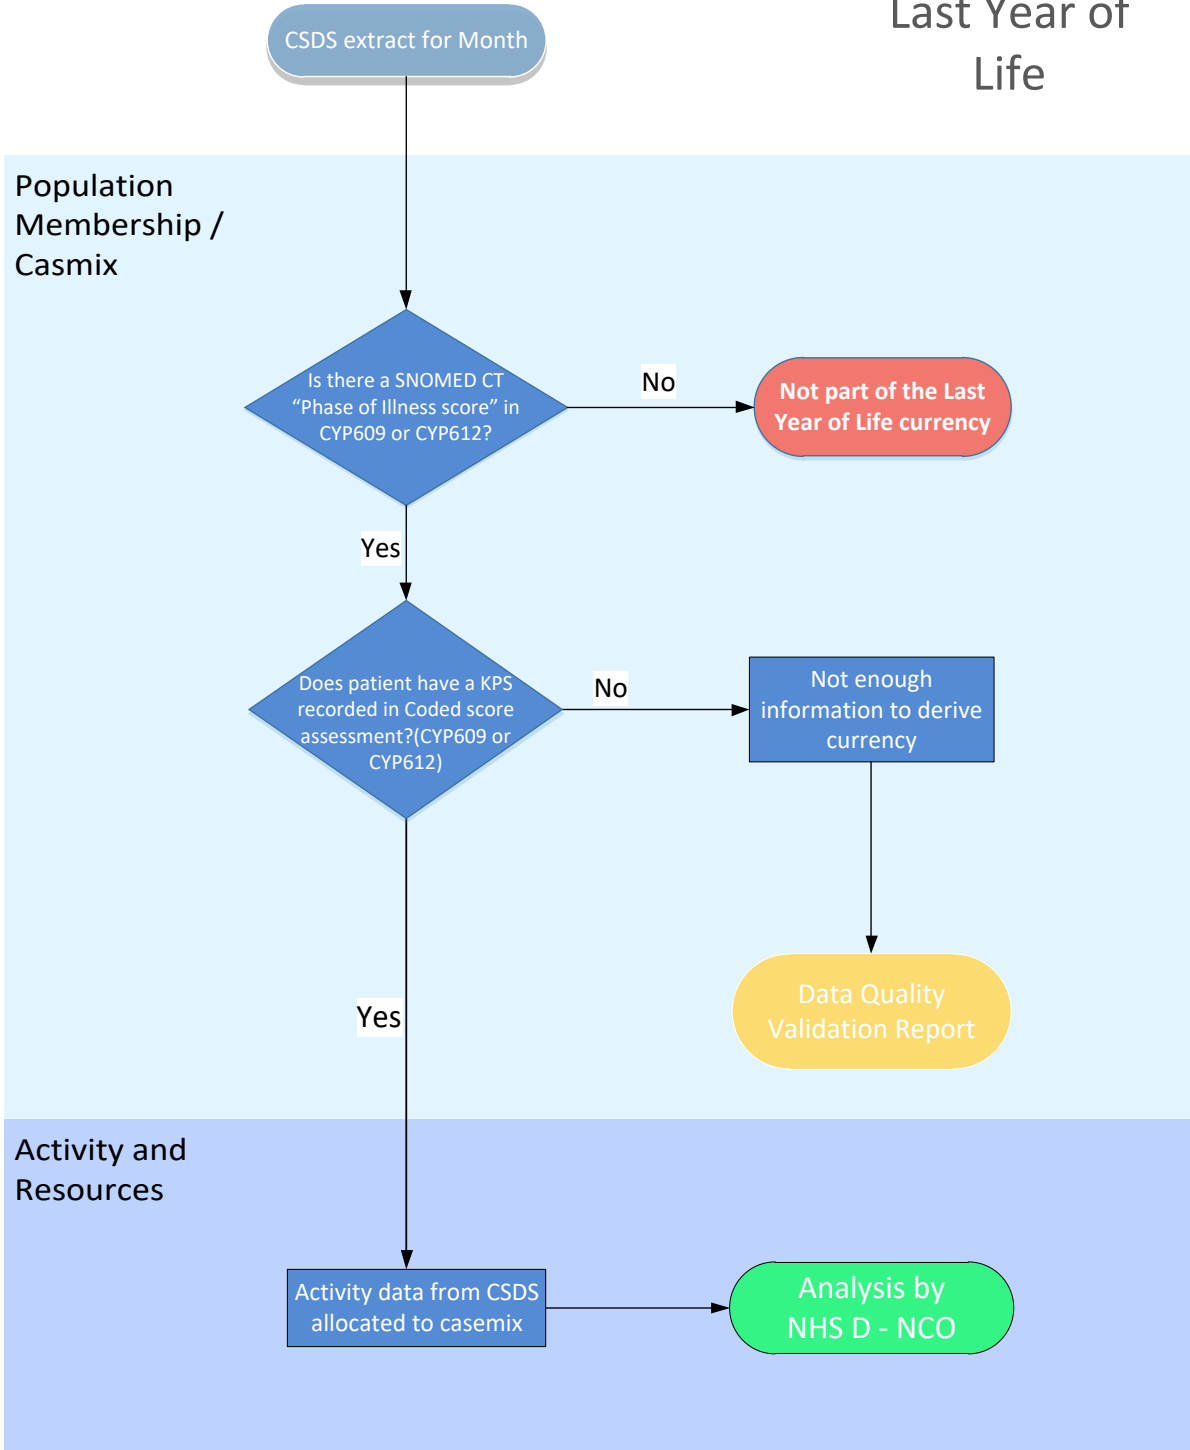 Last Year of
Life
CSDS extract for Month
Population
Membership /
Casmix
Is there a SNOMED CT
“Phase of Illness score” in
CYP609 or CYP612?
No
Not part of the Last
Year of Life currency
Yes
Does patient have a KPS
recorded in Coded score
assessment?(CYP609 or
CYP612)
No
Not enough
information to derive
currency
Data Quality
Validation Report
Yes
Activity and
Resources
Activity data from CSDS
allocated to casemix
Analysis by
NHS D - NCO